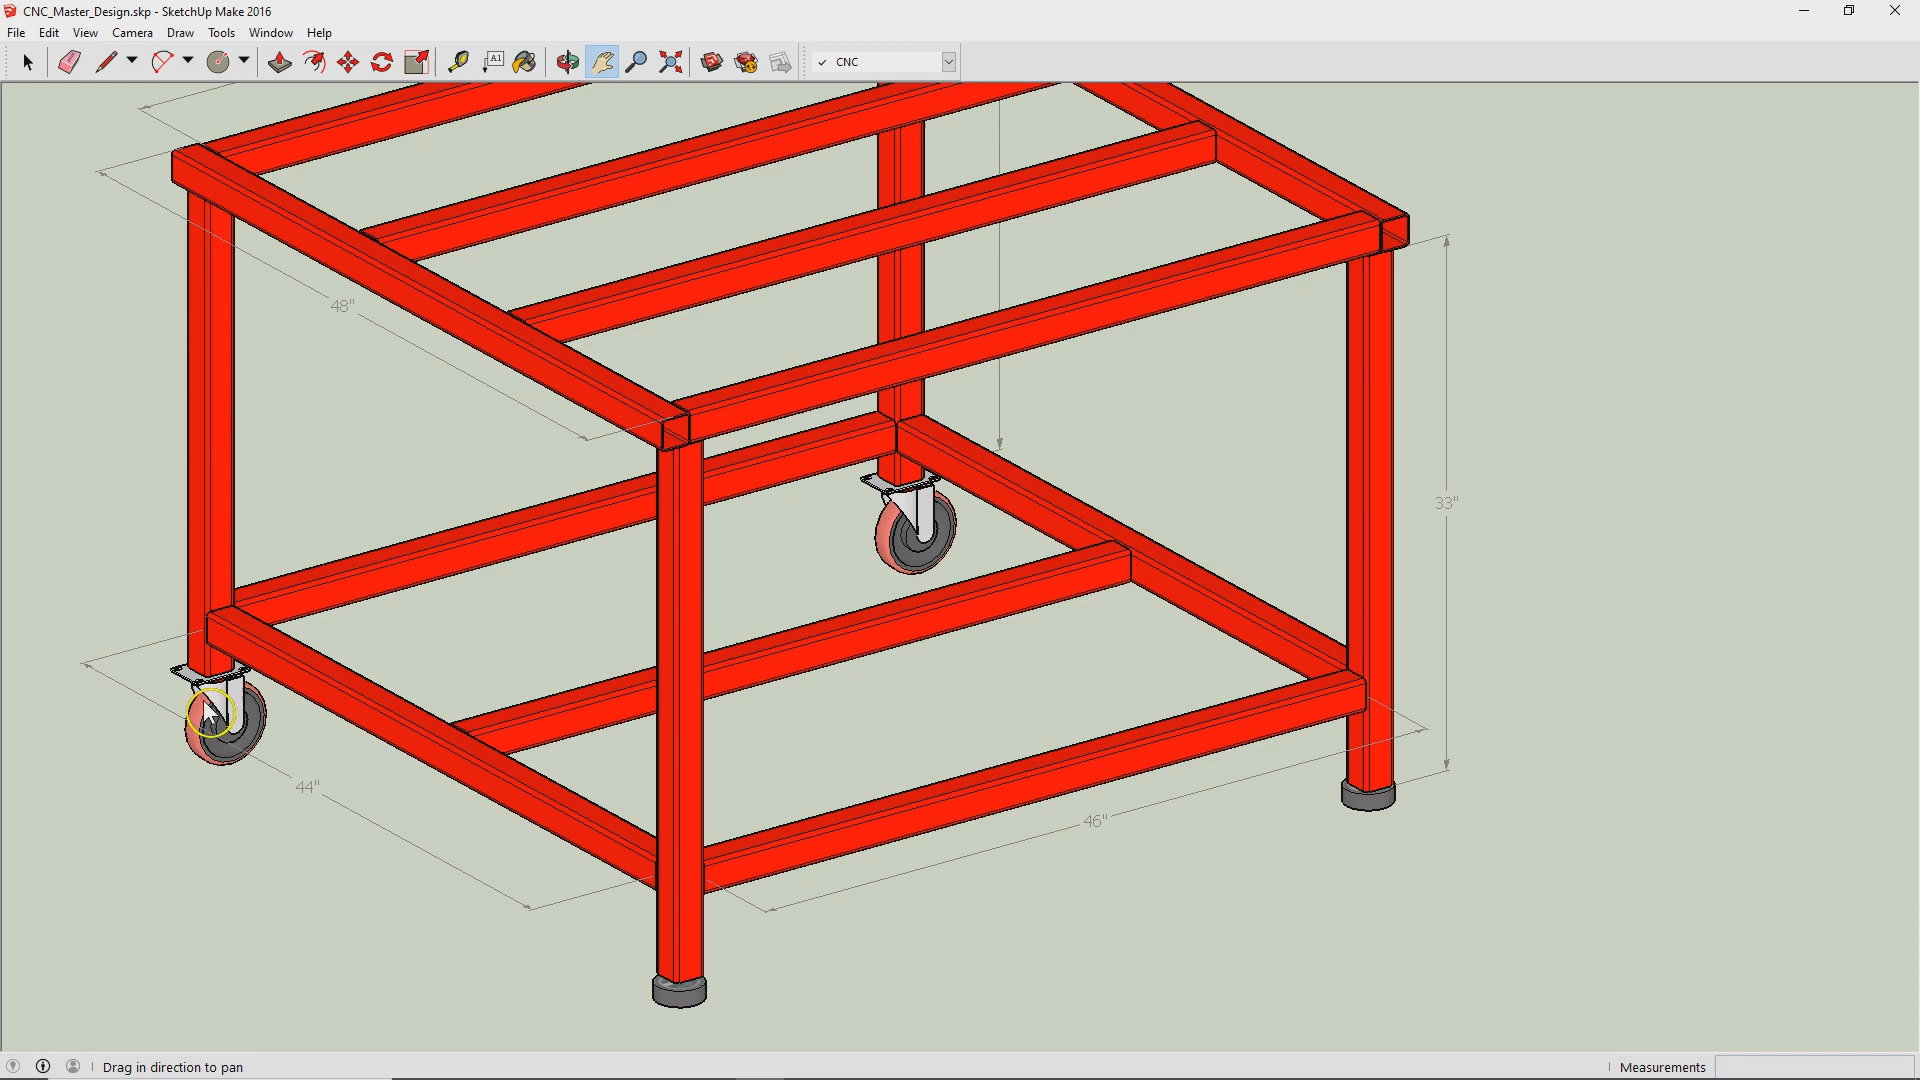 CNC_Master_Design.skp - SketchUp Make 2016
File Edit View Camera Draw Tools Window Help
A1
CNC
48"
33"
44"
46"
Drag in direction to pan
Measurements